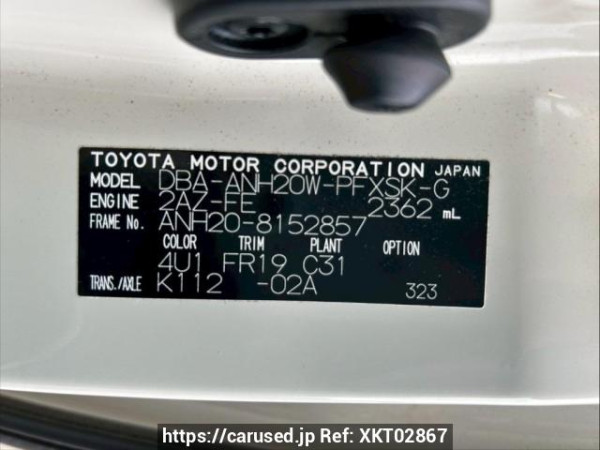 TOYOTA MOTOR CORPORATION JAPAN
MODEL DBA-ANH20W-PFXSK-G
ENGINE 2AZ-FE 2362 mL
FRAME No. ANH20-8152857
COLOR TRIM PLANT OPTION
4U1 FR19 C31
TRANS./AXLE K112 -02A 323
https://carused.jp Ref: XKT02867